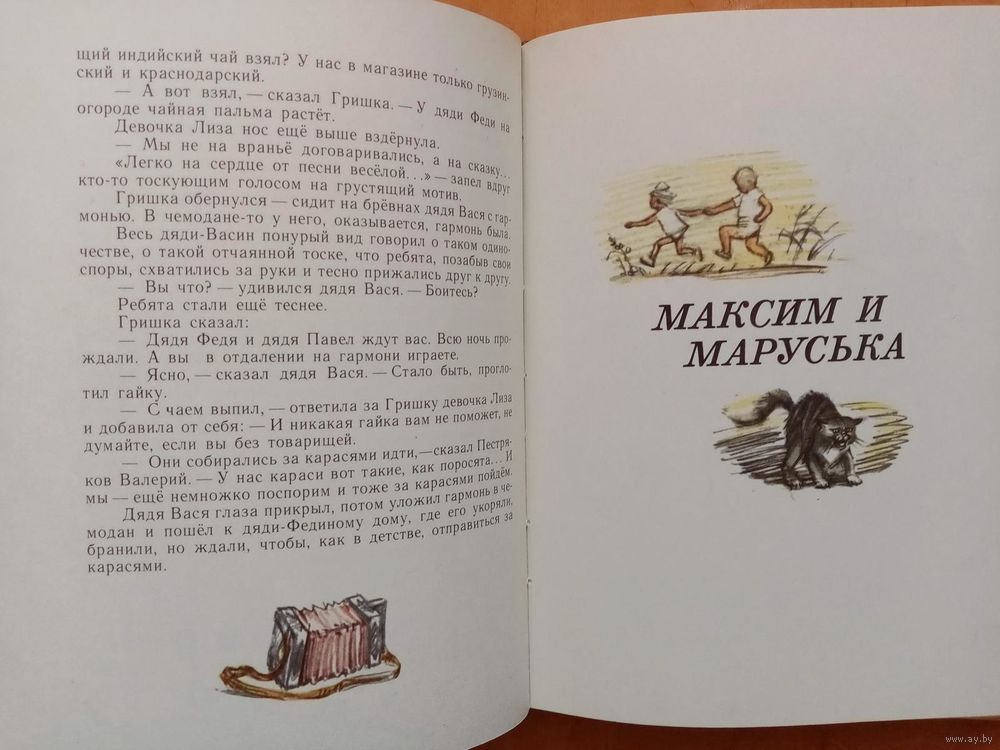 щий индийский чай взял? У нас в магазине только грузин-
ский и краснодарский.
— А вот взял, — сказал Гришка. — У дяди Феди на
огороде чайная пальма растёт.
Девочка Лиза нос ещё выше вздёрнула.
— Мы не на враньё договаривались, а на сказку...
«Легко на сердце от песни весёлой...» — запел вдруг
кто-то тоскующим голосом на грустящий мотив.
Гришка обернулся — сидит на брёвнах дядя Вася с гар-
монью. В чемодане-то у него, оказывается, гармонь была.
Весь дяди-Васин понурый вид говорил о таком одино-
честве, о такой отчаянной тоске, что ребята, позабыв свои
споры, схватились за руки и тесно прижались друг к другу.
— Вы что? — удивился дядя Вася. — Боитесь?
Ребята стали ещё теснее.
Гришка сказал:
— Дядя Федя и дядя Павел ждут вас. Всю ночь про-
ждали. А вы в отдалении на гармони играете.
— Ясно, — сказал дядя Вася. — Стало быть, прогло-
тил гайку.
— С чаем выпил, — ответила за Гришку девочка Лиза
и добавила от себя: — И никакая гайка вам не поможет, не
думайте, если вы без товарищей.
— Они собирались за карасями идти, — сказал Пестря-
ков Валерий. — У нас караси вот такие, как поросята... И
мы — ещё немножко поспорим и тоже за карасями пойдём.
Дядя Вася глаза прикрыл, потом уложил гармонь в че-
модан и пошёл к дяди-Фединому дому, где его укоряли,
бранили, но ждали, чтобы, как в детстве, отправиться за
карасями.
МАКСИМ И
МАРУСЬКА
www.ay.by